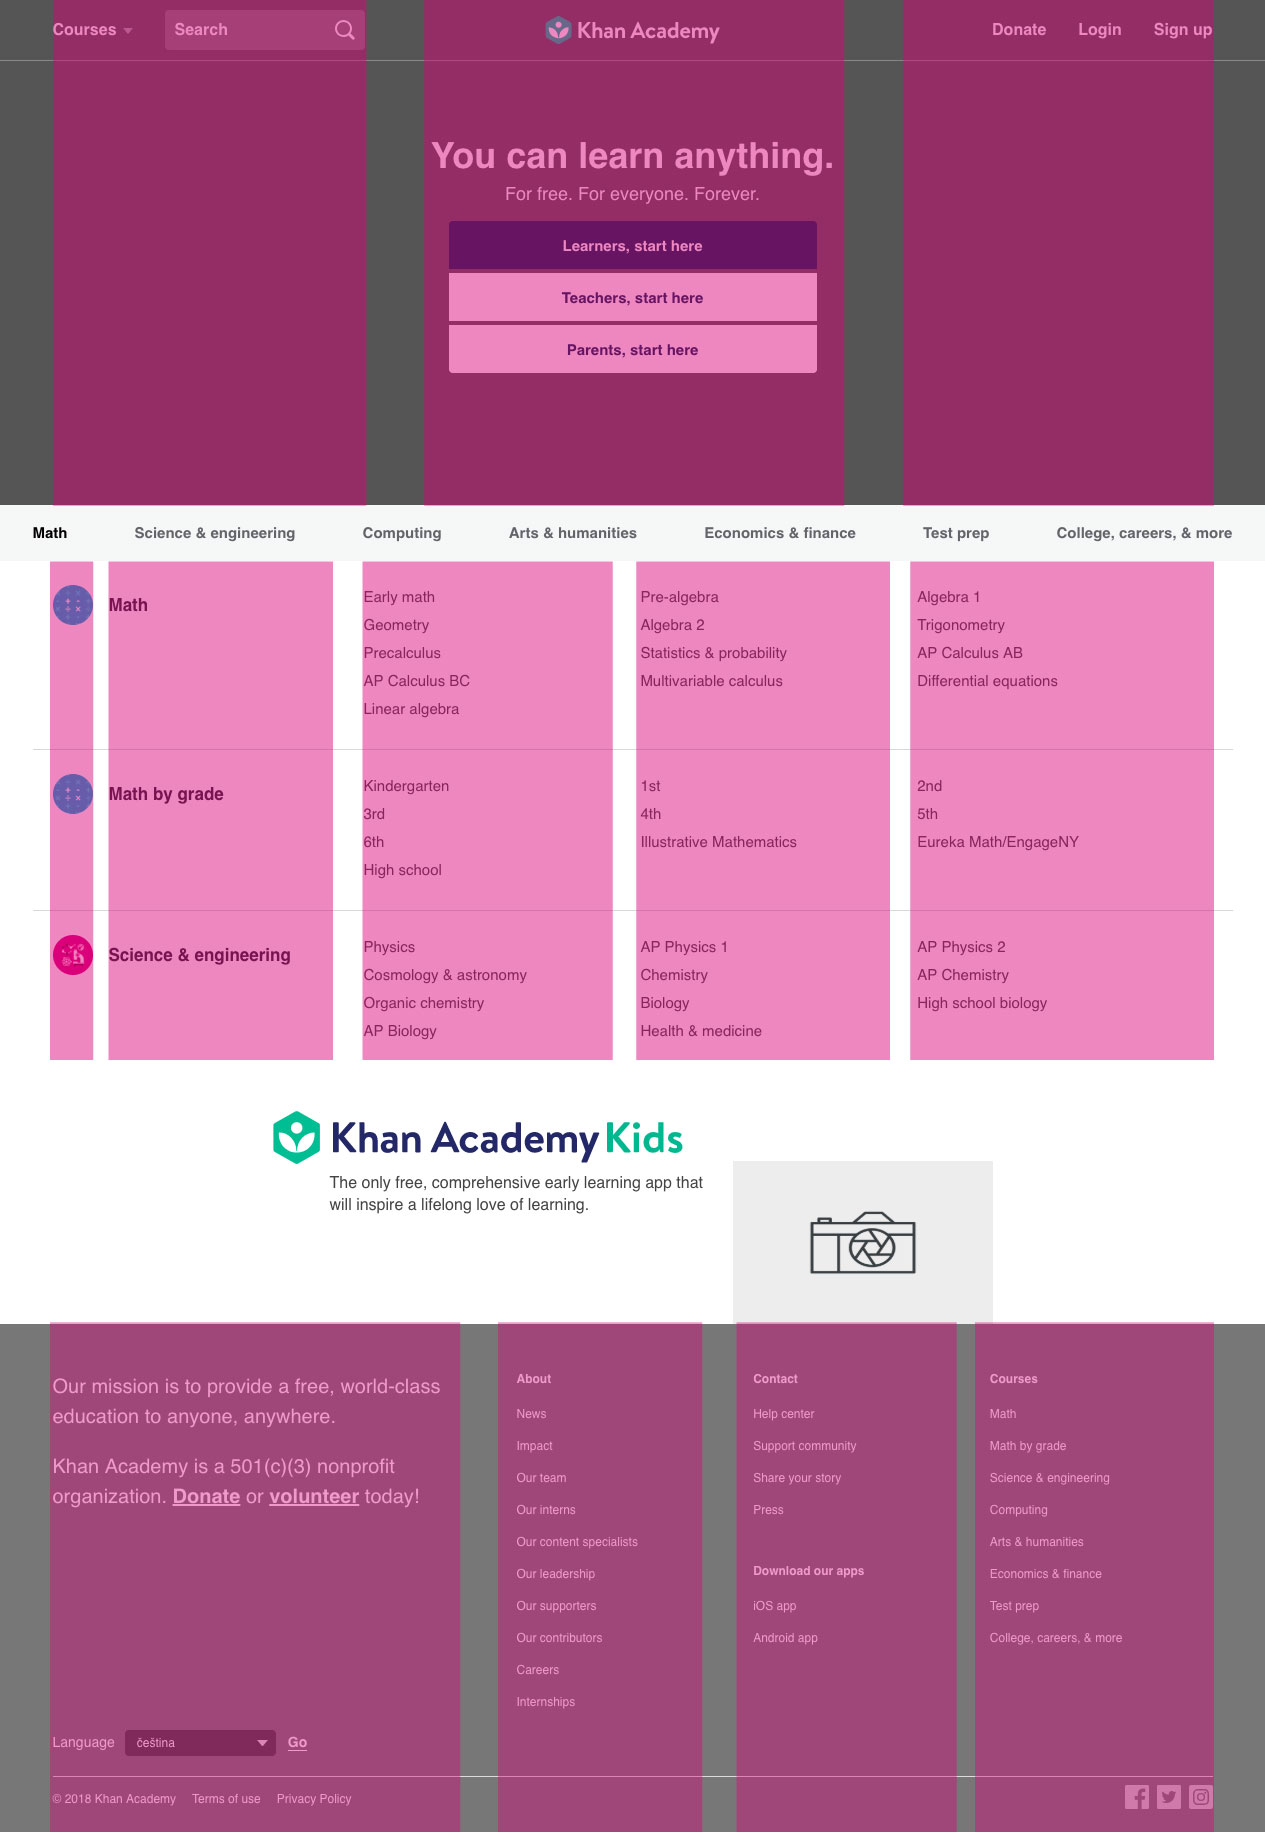 Courses
Search
Khan Academy
Donate
Login
Sign up
You can learn anything.
For free. For everyone. Forever.
Learners, start here
Teachers, start here
Parents, start here
Math
Science & engineering
Computing
Arts & humanities
Economics & finance
Test prep
College, careers, & more
Math
Early math
Pre-algebra
Algebra 1
Geometry
Algebra 2
Trigonometry
Precalculus
Statistics & probability
AP Calculus AB
AP Calculus BC
Multivariable calculus
Differential equations
Linear algebra
Math by grade
Kindergarten
1st
2nd
3rd
4th
5th
6th
Illustrative Mathematics
Eureka Math/EngageNY
High school
Science & engineering
Physics
AP Physics 1
AP Physics 2
Cosmology & astronomy
Chemistry
AP Chemistry
Organic chemistry
Biology
High school biology
AP Biology
Health & medicine
Khan Academy Kids
The only free, comprehensive early learning app that
will inspire a lifelong love of learning.
Our mission is to provide a free, world-class
education to anyone, anywhere.
Khan Academy is a 501(c)(3) nonprofit
organization. Donate or volunteer today!
About
News
Impact
Our team
Our interns
Our content specialists
Our leadership
Our supporters
Our contributors
Careers
Internships
Contact
Help center
Support community
Share your story
Press
Download our apps
iOS app
Android app
Courses
Math
Math by grade
Science & engineering
Computing
Arts & humanities
Economics & finance
Test prep
College, careers, & more
Language
čeština
Go
© 2018 Khan Academy
Terms of use
Privacy Policy